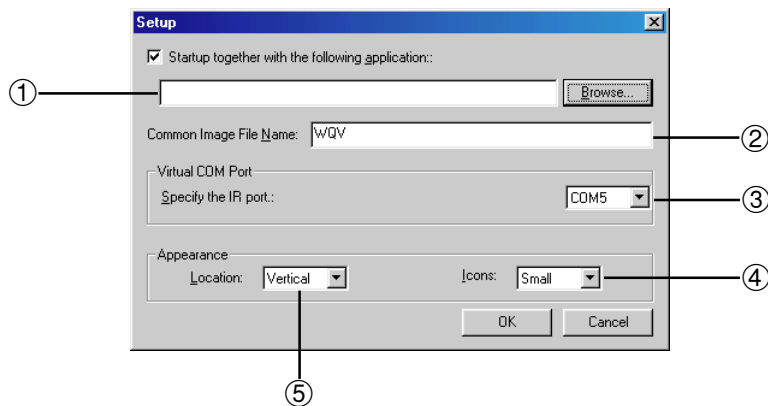 Setup
Startup together with the following application::
①
Browse...
Common Image File Name: WQV
②
Virtual COM Port
Specify the IR port.: COM5
③
Appearance
Location: Vertical Icons: Small
④
OK Cancel
⑤